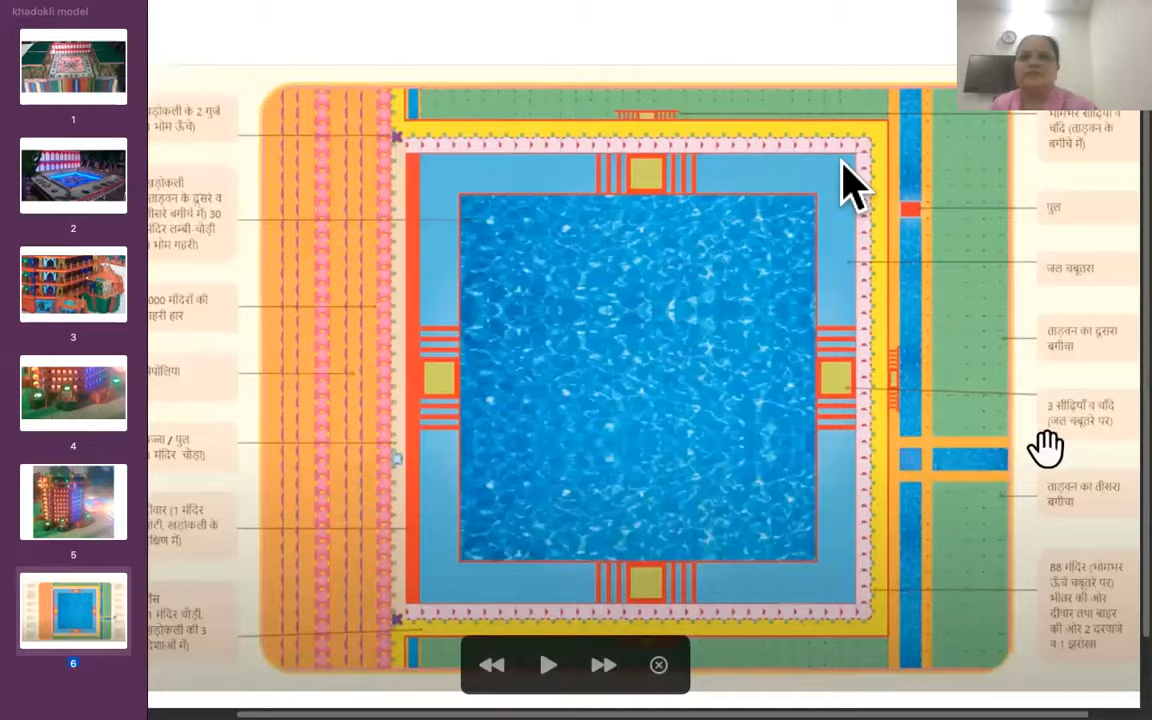 khadokli model
1
2
3
4
5
6
खड़ोकली के 2 गुर्ज
भोम ऊँचे)
खड़ोकली
ताड़वन के दूसरे व
तीसरे बगीचे में) 30
मंदिर लम्बी-चौड़ी
भोम गहरी)
000 मंदिरों की
हार
छज्जा / पुल
मंदिर चौड़ा)
दीवार (1 मंदिर
मोटी, खड़ोकली के
मंदिर चौड़ी,
खड़ोकली की 3
दिशाओं में)
भोमभर सीढ़ियाँ व
चाँदे (ताड़वन के
बगीचे में)
पुल
जल चबूतरा
ताड़वन का दूसरा
बगीचा
3 सीढ़ियाँ व चाँदे
(जल चबूतरे पर)
ताड़वन का तीसरा
बगीचा
88 मंदिर (भोमभर
ऊँचे चबूतरे पर)
भीतर की ओर
दीवार तथा बाहर
की ओर 2 दरवाजे
व 1 झरोखा